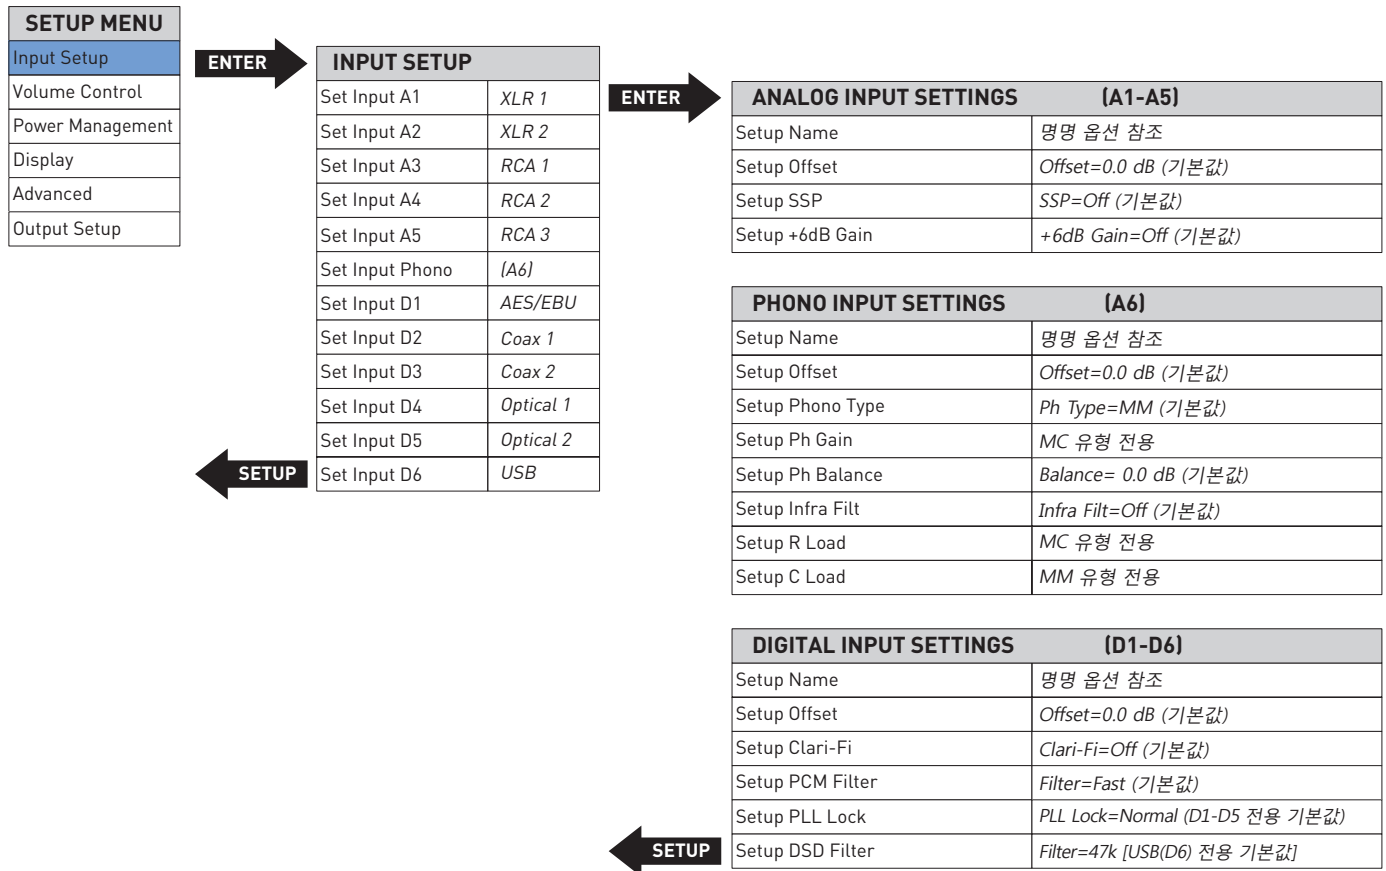 SETUP MENU
Input Setup
Volume Control
Power Management
Display
Advanced
Output Setup
ENTER
INPUT SETUP
Set Input A1 XLR 1
Set Input A2 XLR 2
Set Input A3 RCA 1
Set Input A4 RCA 2
Set Input A5 RCA 3
Set Input Phono (A6)
Set Input D1 AES/EBU
Set Input D2 Coax 1
Set Input D3 Coax 2
Set Input D4 Optical 1
Set Input D5 Optical 2
Set Input D6 USB
SETUP
ENTER
ANALOG INPUT SETTINGS (A1-A5)
Setup Name 명명 옵션 참조
Setup Offset Offset=0.0 dB (기본값)
Setup SSP SSP=Off (기본값)
Setup +6dB Gain +6dB Gain=Off (기본값)
PHONO INPUT SETTINGS (A6)
Setup Name 명명 옵션 참조
Setup Offset Offset=0.0 dB (기본값)
Setup Phono Type Ph Type=MM (기본값)
Setup Ph Gain MC 유형 전용
Setup Ph Balance Balance= 0.0 dB (기본값)
Setup Infra Filt Infra Filt=Off (기본값)
Setup R Load MC 유형 전용
Setup C Load MM 유형 전용
DIGITAL INPUT SETTINGS (D1-D6)
Setup Name 명명 옵션 참조
Setup Offset Offset=0.0 dB (기본값)
Setup Clari-Fi Clari-Fi=Off (기본값)
Setup PCM Filter Filter=Fast (기본값)
Setup PLL Lock PLL Lock=Normal (D1-D5 전용 기본값)
Setup DSD Filter Filter=47k [USB(D6) 전용 기본값]
SETUP